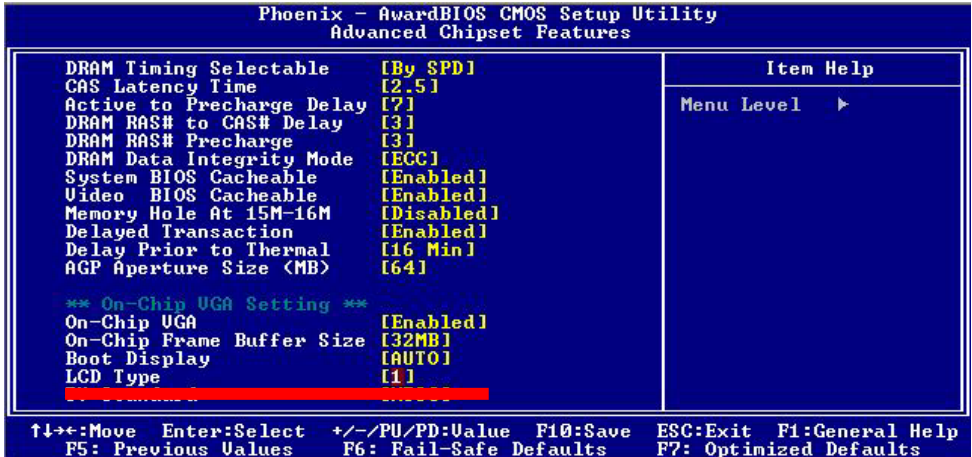 Phoenix - AwardBIOS CMOS Setup Utility
Advanced Chipset Features
DRAM Timing Selectable [By SPD]
CAS Latency Time [2.5]
Active to Precharge Delay [7]
DRAM RAS# to CAS# Delay [3]
DRAM RAS# Precharge [3]
DRAM Data Integrity Mode [ECC]
System BIOS Cacheable [Enabled]
Video BIOS Cacheable [Enabled]
Memory Hole At 15M-16M [Disabled]
Delayed Transaction [Enabled]
Delay Prior to Thermal [16 Min]
AGP Aperture Size (MB) [64]
** On-Chip VGA Setting **
On-Chip VGA [Enabled]
On-Chip Frame Buffer Size [32MB]
Boot Display [AUTO]
LCD Type [1]
Item Help
Menu Level ▶
↑↓→←:Move Enter:Select +/-/PU/PD:Value F10:Save ESC:Exit F1:General Help
F5: Previous Values F6: Fail-Safe Defaults F7: Optimized Defaults